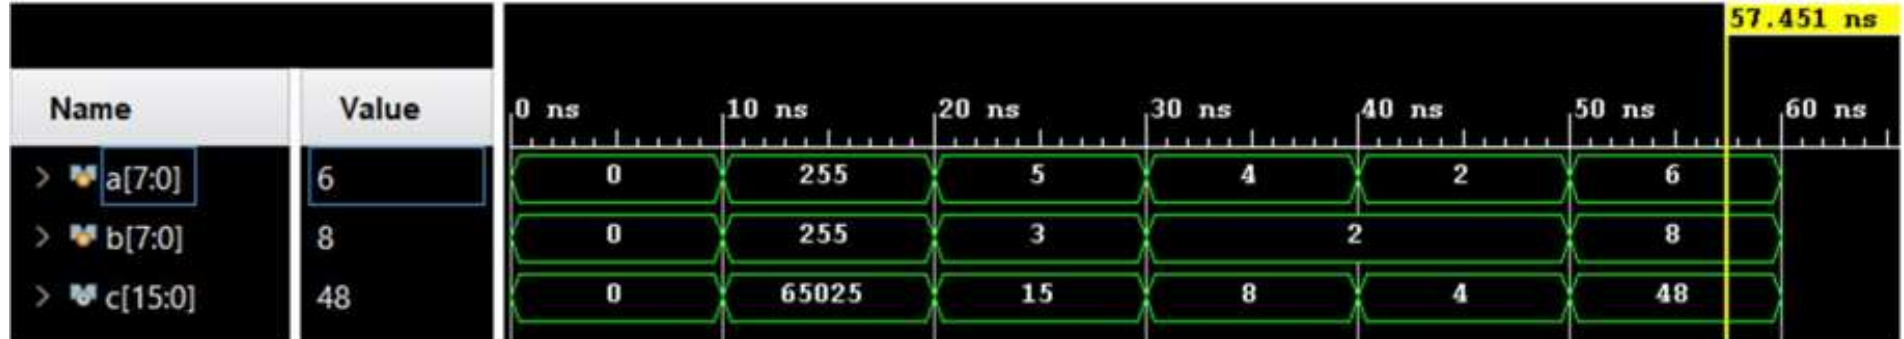 57.451 ns
Name Value 0 ns 10 ns 20 ns 30 ns 40 ns 50 ns 60 ns
a[7:0] 6 0 255 5 4 2 6
b[7:0] 8 0 255 3 2 8
c[15:0] 48 0 65025 15 8 4 48